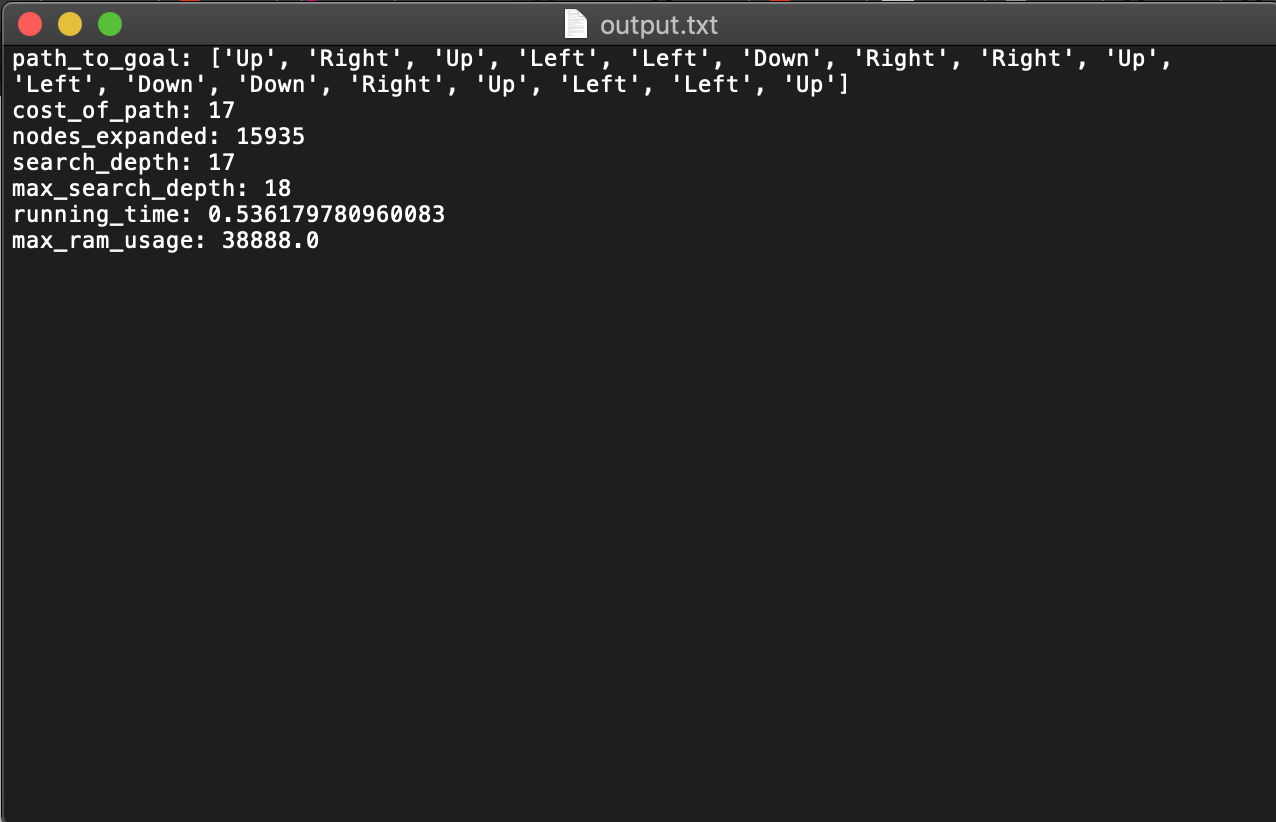 output.txt
path_to_goal: ['Up', 'Right', 'Up', 'Left', 'Left', 'Down', 'Right', 'Right', 'Up',
'Left', 'Down', 'Down', 'Right', 'Up', 'Left', 'Left', 'Up']
cost_of_path: 17
nodes_expanded: 15935
search_depth: 17
max_search_depth: 18
running_time: 0.536179780960083
max_ram_usage: 38888.0